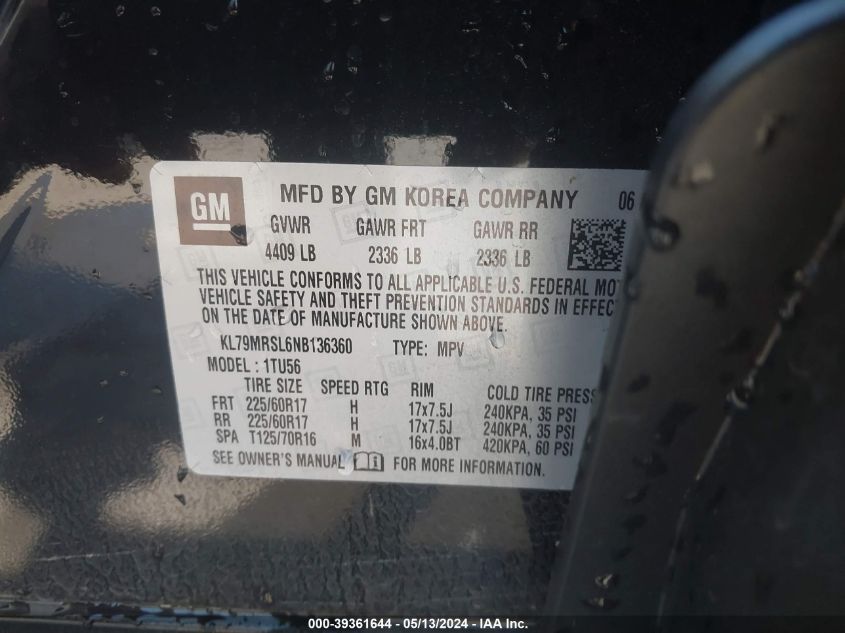 GM
MFD BY GM KOREA COMPANY 06
GVWR GAWR FRT GAWR RR
4409 LB 2336 LB 2336 LB
THIS VEHICLE CONFORMS TO ALL APPLICABLE U.S. FEDERAL MOT
VEHICLE SAFETY AND THEFT PREVENTION STANDARDS IN EFFEC
ON THE DATE OF MANUFACTURE SHOWN ABOVE.
KL79MRSL6NB136360 TYPE: MPV
MODEL: 1TU56
TIRE SIZE SPEED RTG RIM COLD TIRE PRESS
FRT 225/60R17 H 17x7.5J 240KPA, 35 PSI
RR 225/60R17 H 17x7.5J 240KPA, 35 PSI
SPA T125/70R16 M 16x4.0BT 420KPA, 60 PSI
SEE OWNER'S MANUAL FOR MORE INFORMATION.
000-39361644 - 05/13/2024 - IAA Inc.